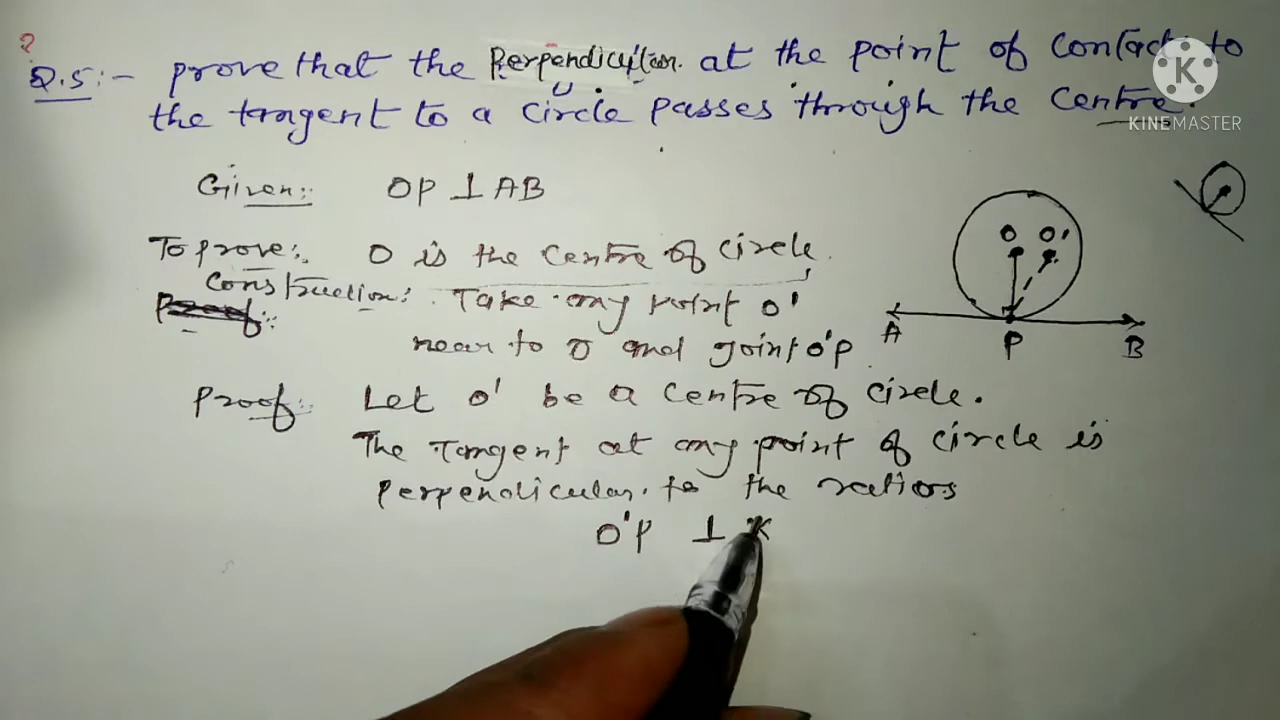 ?
Q.5:- prove that the perpendicular at the point of contact to
the tangent to a circle passes through the centre.
K
KINEMASTER
Given:- OP ⊥ AB
To prove:- O is the centre of circle.
Construction: Take any point O'
Proof:-
near to O and joint O'P.
Proof:- Let O' be a centre of circle.
The Tangent at any point of circle is
perpendicular to the radios
O'P ⊥
O O'
A P B